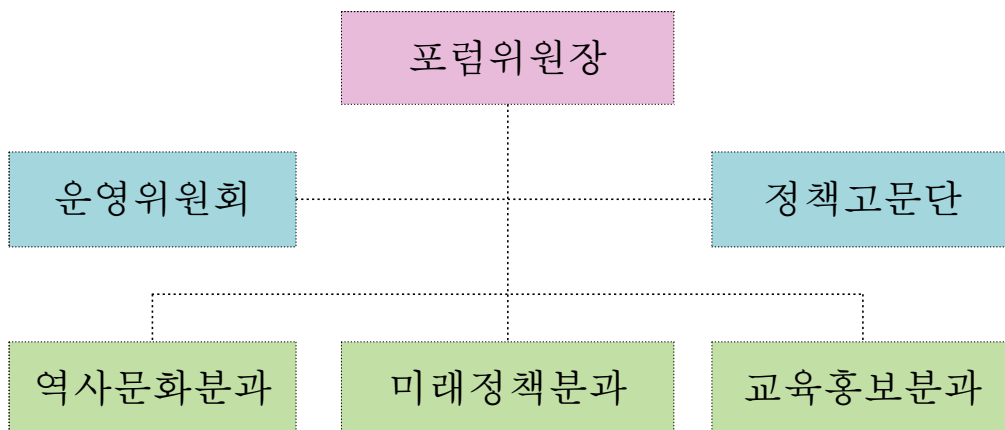 포럼위원장
운영위원회
정책고문단
역사문화분과
미래정책분과
교육홍보분과